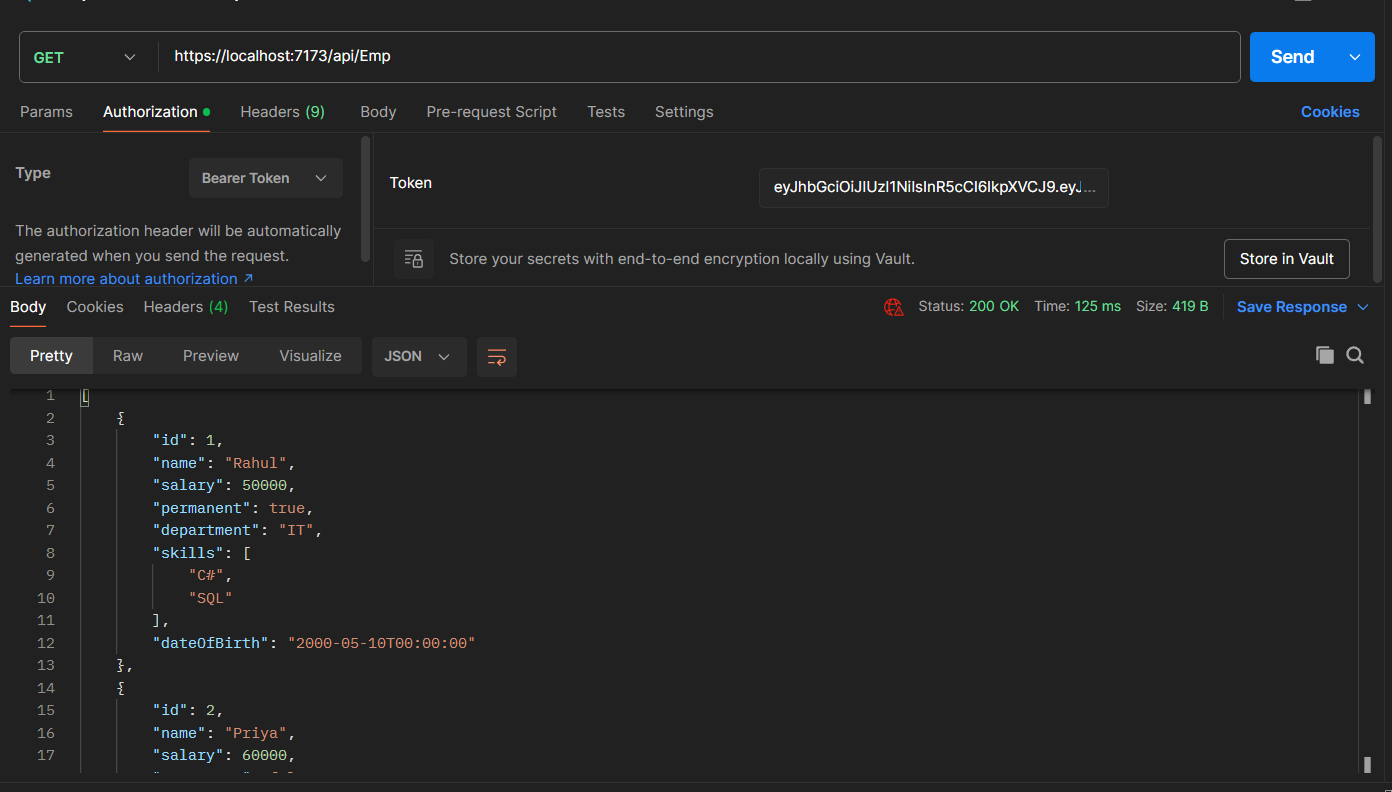 GET https://localhost:7173/api/Emp Send
Params Authorization Headers (9) Body Pre-request Script Tests Settings Cookies
Type Bearer Token
The authorization header will be automatically
generated when you send the request.
Learn more about authorization ↗
Token eyJhbGciOiJIUzI1NiIsInR5cCI6IkpXVCJ9.eyJ...
Store your secrets with end-to-end encryption locally using Vault. Store in Vault
Body Cookies Headers (4) Test Results Status: 200 OK Time: 125 ms Size: 419 B Save Response
Pretty Raw Preview Visualize JSON
1 [
2 {
3 "id": 1,
4 "name": "Rahul",
5 "salary": 50000,
6 "permanent": true,
7 "department": "IT",
8 "skills": [
9 "C#",
10 "SQL"
11 ],
12 "dateOfBirth": "2000-05-10T00:00:00"
13 },
14 {
15 "id": 2,
16 "name": "Priya",
17 "salary": 60000,